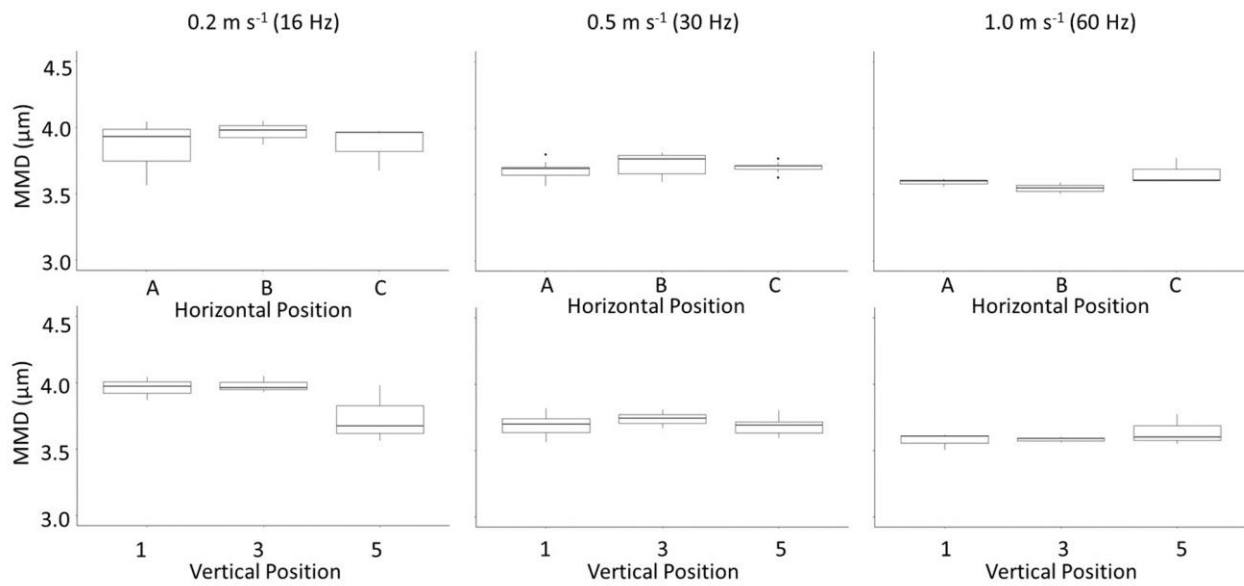 0.2 m s⁻¹ (16 Hz) 0.5 m s⁻¹ (30 Hz) 1.0 m s⁻¹ (60 Hz)
MMD (μm)
4.5
4.0
3.5
3.0
A B C A B C A B C
Horizontal Position Horizontal Position Horizontal Position
MMD (μm)
4.5
4.0
3.5
3.0
1 3 5 1 3 5 1 3 5
Vertical Position Vertical Position Vertical Position